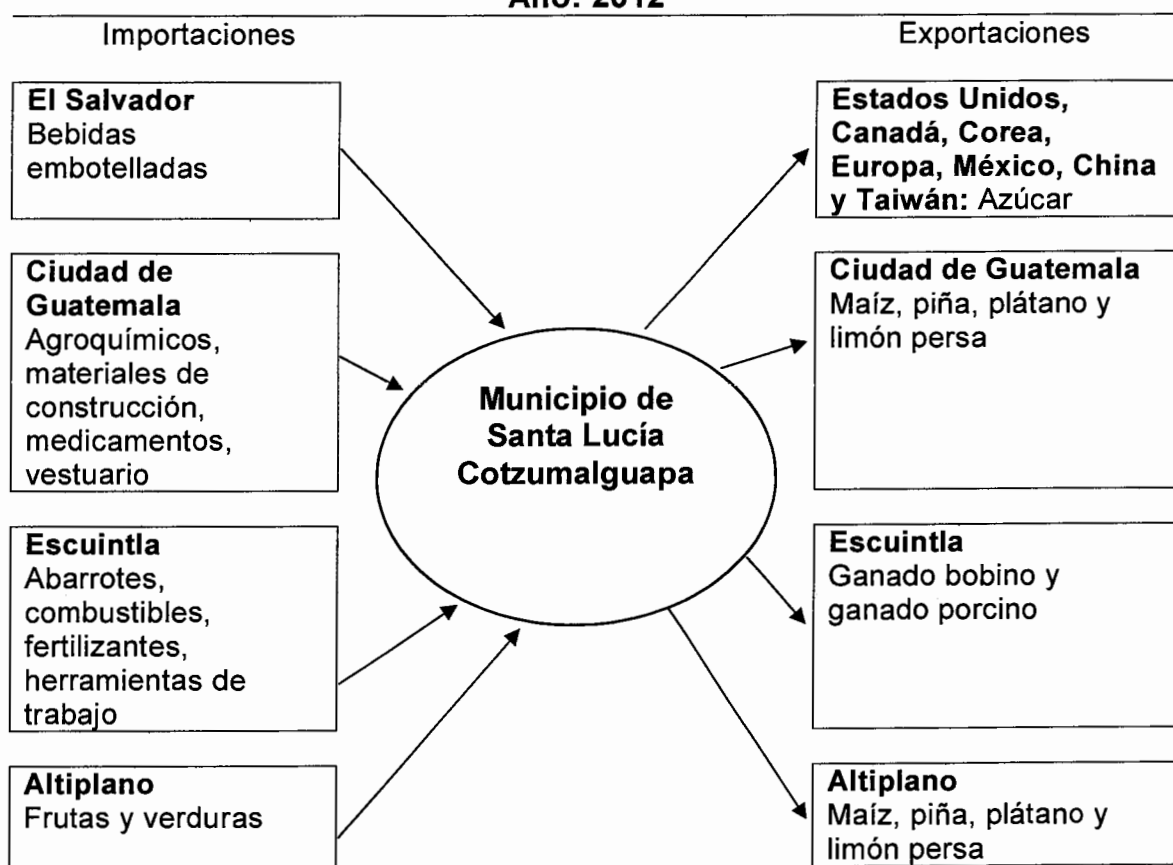 Año: 2012
Importaciones
Exportaciones
El Salvador
Bebidas
embotelladas
Ciudad de
Guatemala
Agroquímicos,
materiales de
construcción,
medicamentos,
vestuario
Escuintla
Abarrotes,
combustibles,
fertilizantes,
herramientas de
trabajo
Altiplano
Frutas y verduras
Municipio de
Santa Lucía
Cotzumalguapa
Estados Unidos,
Canadá, Corea,
Europa, México, China
y Taiwán: Azúcar
Ciudad de Guatemala
Maíz, piña, plátano y
limón persa
Escuintla
Ganado bobino y
ganado porcino
Altiplano
Maíz, piña, plátano y
limón persa